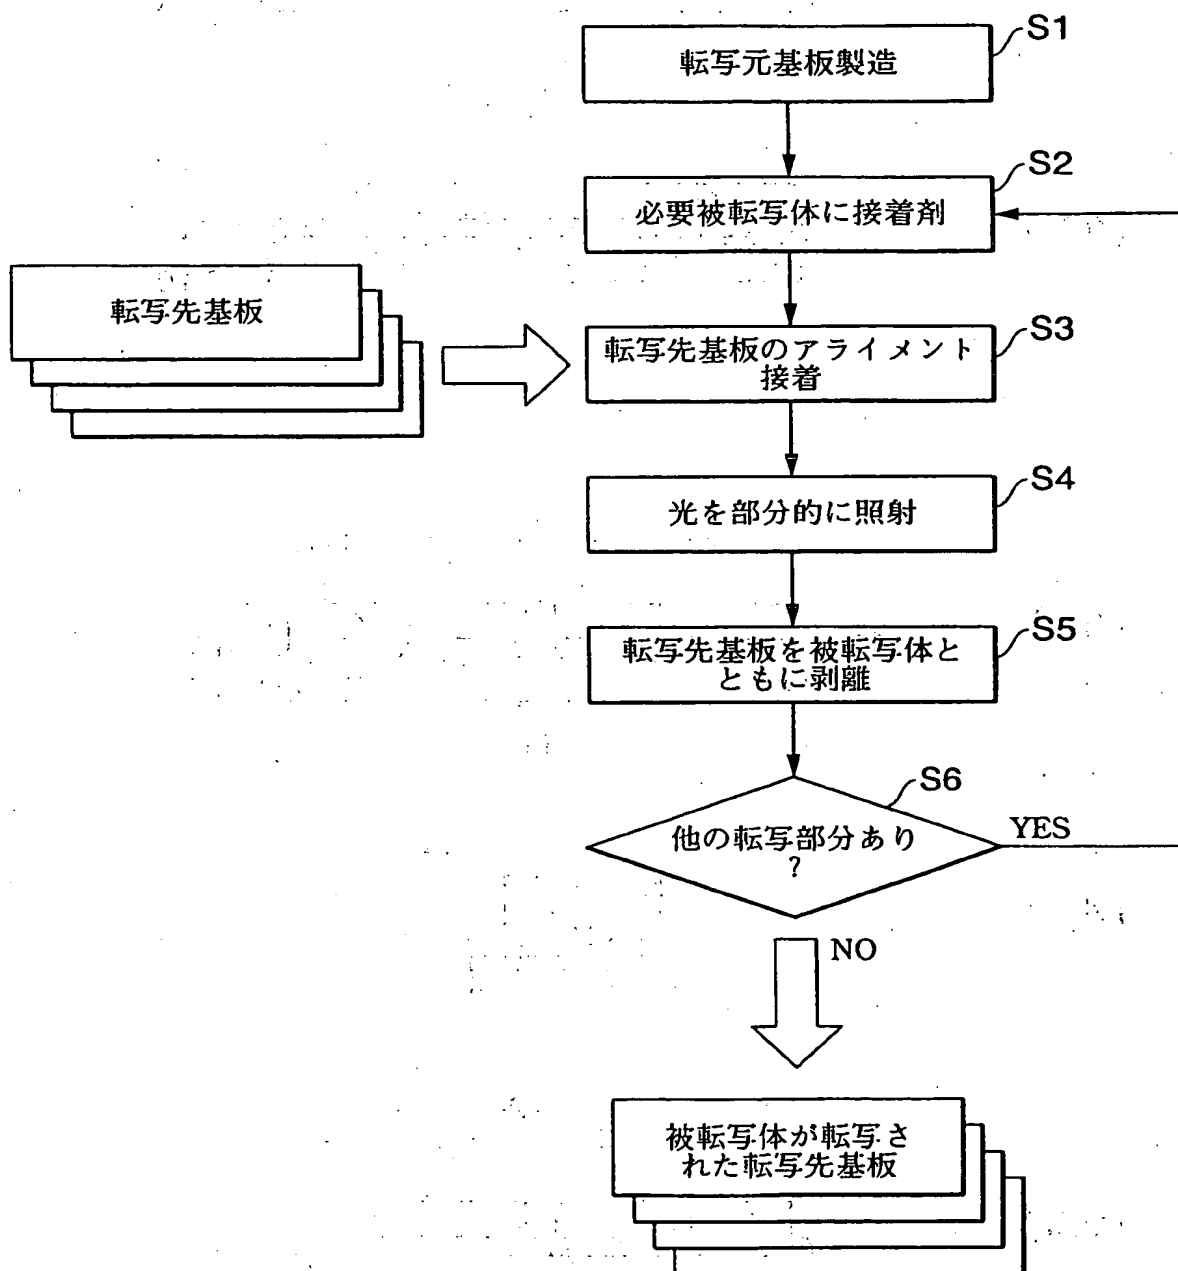 S1
転写元基板製造
S2
必要被転写体に接着剤
転写先基板
S3
転写先基板のアライメント
接着
S4
光を部分的に照射
S5
転写先基板を被転写体と
ともに剥離
S6
他の転写部分あり
?
YES
NO
被転写体が転写さ
れた転写先基板